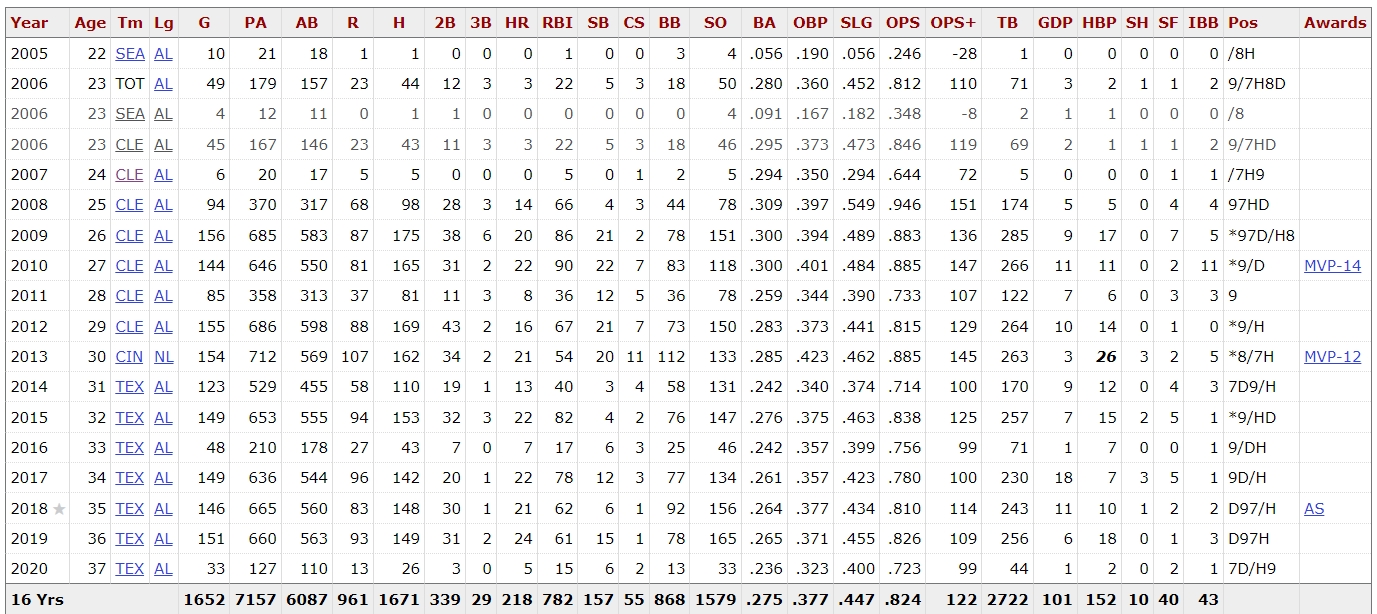 Year Age Tm Lg G PA AB R H 2B 3B HR RBI SB CS BB SO BA OBP SLG OPS OPS+ TB GDP HBP SH SF IBB Pos Awards
2005 22 SEA AL 10 21 18 1 1 0 0 0 1 0 0 3 4 .056 .190 .056 .246 -28 1 0 0 0 0 0 /8H
2006 23 TOT AL 49 179 157 23 44 12 3 3 22 5 3 18 50 .280 .360 .452 .812 110 71 3 2 1 1 2 9/7H8D
2006 23 SEA AL 4 12 11 0 1 1 0 0 0 0 0 0 4 .091 .167 .182 .348 -8 2 1 1 0 0 0 /8
2006 23 CLE AL 45 167 146 23 43 11 3 3 22 5 3 18 46 .295 .373 .473 .846 119 69 2 1 1 1 2 9/7HD
2007 24 CLE AL 6 20 17 5 5 0 0 0 5 0 1 2 5 .294 .350 .294 .644 72 5 0 0 0 1 1 /7H9
2008 25 CLE AL 94 370 317 68 98 28 3 14 66 4 3 44 78 .309 .397 .549 .946 151 174 5 5 0 4 4 97HD
2009 26 CLE AL 156 685 583 87 175 38 6 20 86 21 2 78 151 .300 .394 .489 .883 136 285 9 17 0 7 5 *97D/H8
2010 27 CLE AL 144 646 550 81 165 31 2 22 90 22 7 83 118 .300 .401 .484 .885 147 266 11 11 0 2 11 *9/D MVP-14
2011 28 CLE AL 85 358 313 37 81 11 3 8 36 12 5 36 78 .259 .344 .390 .733 107 122 7 6 0 3 3 9
2012 29 CLE AL 155 686 598 88 169 43 2 16 67 21 7 73 150 .283 .373 .441 .815 129 264 10 14 0 1 0 *9/H
2013 30 CIN NL 154 712 569 107 162 34 2 21 54 20 11 112 133 .285 .423 .462 .885 145 263 3 26 3 2 5 *8/7H MVP-12
2014 31 TEX AL 123 529 455 58 110 19 1 13 40 3 4 58 131 .242 .340 .374 .714 100 170 9 12 0 4 3 7D9/H
2015 32 TEX AL 149 653 555 94 153 32 3 22 82 4 2 76 147 .276 .375 .463 .838 125 257 7 15 2 5 1 *9/HD
2016 33 TEX AL 48 210 178 27 43 7 0 7 17 6 3 25 46 .242 .357 .399 .756 99 71 1 7 0 0 1 9/DH
2017 34 TEX AL 149 636 544 96 142 20 1 22 78 12 3 77 134 .261 .357 .423 .780 100 230 18 7 3 5 1 9D/H
2018 35 TEX AL 146 665 560 83 148 30 1 21 62 6 1 92 156 .264 .377 .434 .810 114 243 11 10 1 2 2 D97/H AS
2019 36 TEX AL 151 660 563 93 149 31 2 24 61 15 1 78 165 .265 .371 .455 .826 109 256 6 18 0 1 3 D97H
2020 37 TEX AL 33 127 110 13 26 3 0 5 15 6 2 13 38 .236 .323 .400 .723 99 44 1 2 0 2 1 7D/H9
16 Yrs 1652 7157 6087 961 1671 339 29 218 782 157 55 868 1579 .275 .377 .447 .824 122 2722 101 152 10 40 43